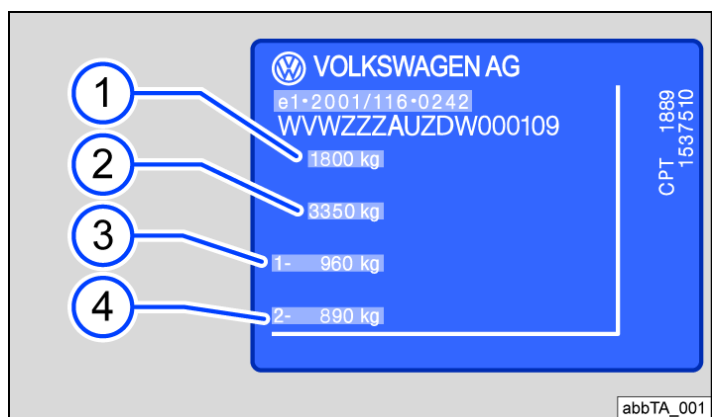 VOLKSWAGEN AG
e1•2001/116•0242
WVWZZZAUZDW000109
1800 kg
3350 kg
1- 960 kg
2- 890 kg
CPT 1889
1537510
1
2
3
4
abbTA_001